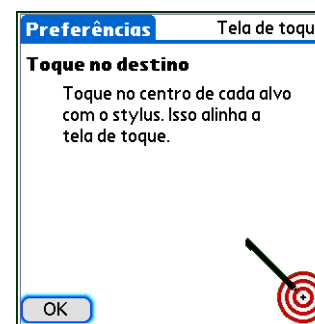 Preferências Tela de toqu
Toque no destino
Toque no centro de cada alvo
com o stylus. Isso alinha a
tela de toque.
OK